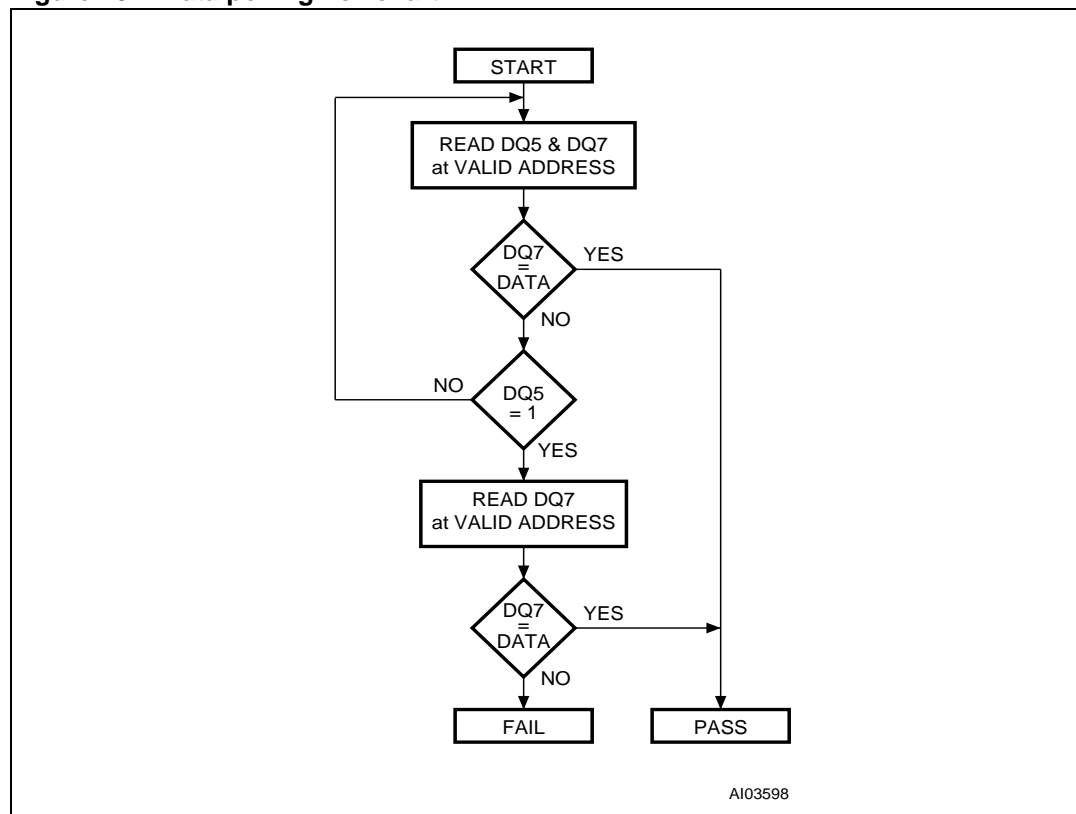 START
READ DQ5 & DQ7
at VALID ADDRESS
DQ7
=
DATA
YES
NO
NO
DQ5
= 1
YES
READ DQ7
at VALID ADDRESS
DQ7
=
DATA
YES
NO
FAIL
PASS
AI03598